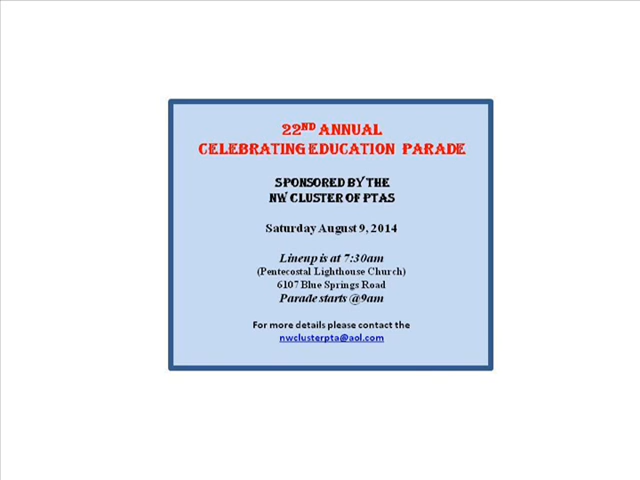 22ND ANNUAL
CELEBRATING EDUCATION PARADE
SPONSORED BY THE
NW CLUSTER OF PTAS
Saturday August 9, 2014
Lineup is at 7:30am
(Pentecostal Lighthouse Church)
6107 Blue Springs Road
Parade starts @9am
For more details please contact the
nwclusterpta@aol.com